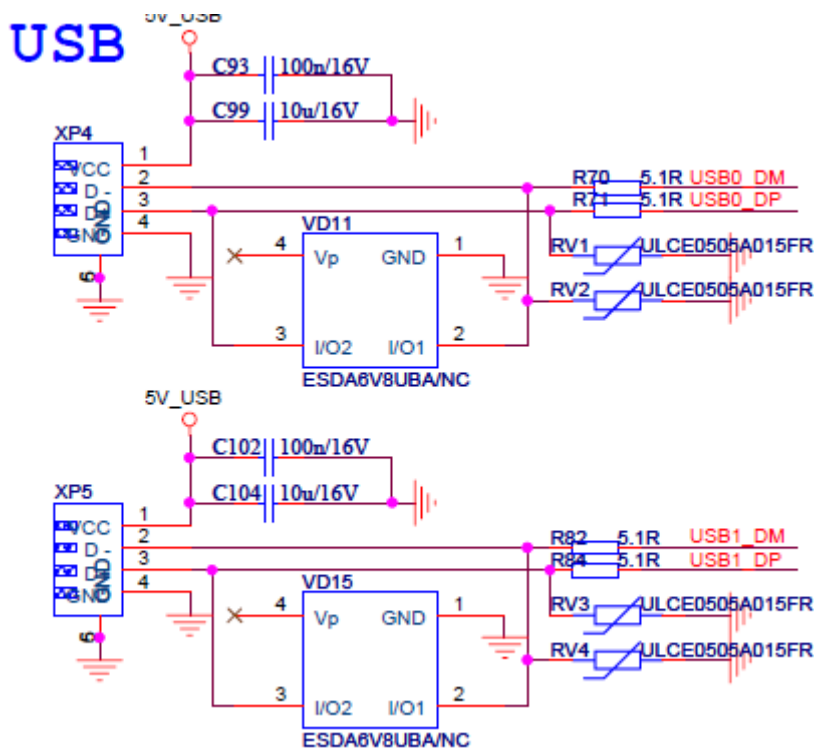 USB
5V_USB
C93 100n/16V
C99 10u/16V
XP4
1 VCC
2 D -
3 D
4 GND
GND
6
R70 5.1R USB0_DM
R71 5.1R USB0_DP
VD11
4 Vp GND 1
3 I/O2 I/O1 2
ESDA6V8UBA/NC
RV1 ULCE0505A015FR
RV2 ULCE0505A015FR
5V_USB
C102 100n/16V
C104 10u/16V
XP5
1 VCC
2 D -
3 D
4 GND
GND
6
R82 5.1R USB1_DM
R84 5.1R USB1_DP
VD15
4 Vp GND 1
3 I/O2 I/O1 2
ESDA6V8UBA/NC
RV3 ULCE0505A015FR
RV4 ULCE0505A015FR